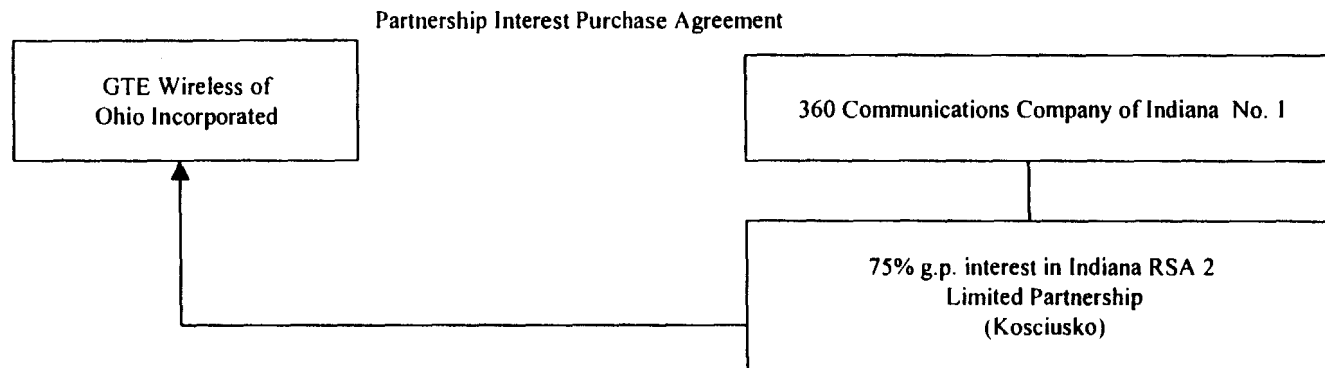 Partnership Interest Purchase Agreement
GTE Wireless of
Ohio Incorporated
360 Communications Company of Indiana No. 1
75% g.p. interest in Indiana RSA 2
Limited Partnership
(Kosciusko)